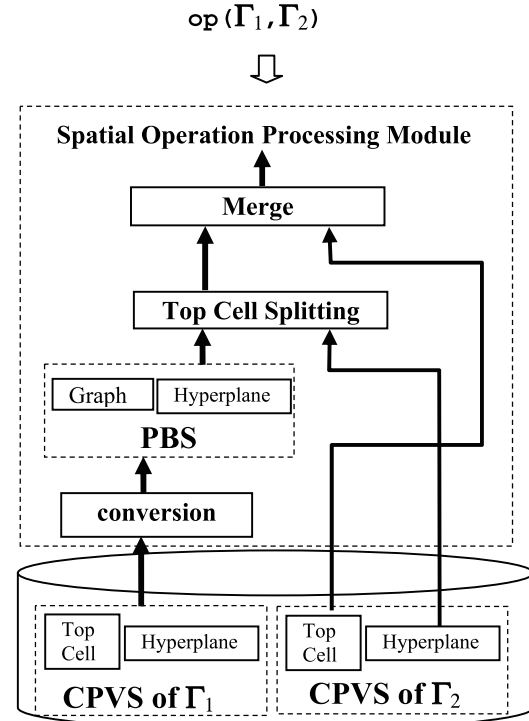 op(Γ1,Γ2)
Spatial Operation Processing Module
Merge
Top Cell Splitting
Graph
Hyperplane
PBS
conversion
Top
Cell
Hyperplane
CPVS of Γ1
Top
Cell
Hyperplane
CPVS of Γ2